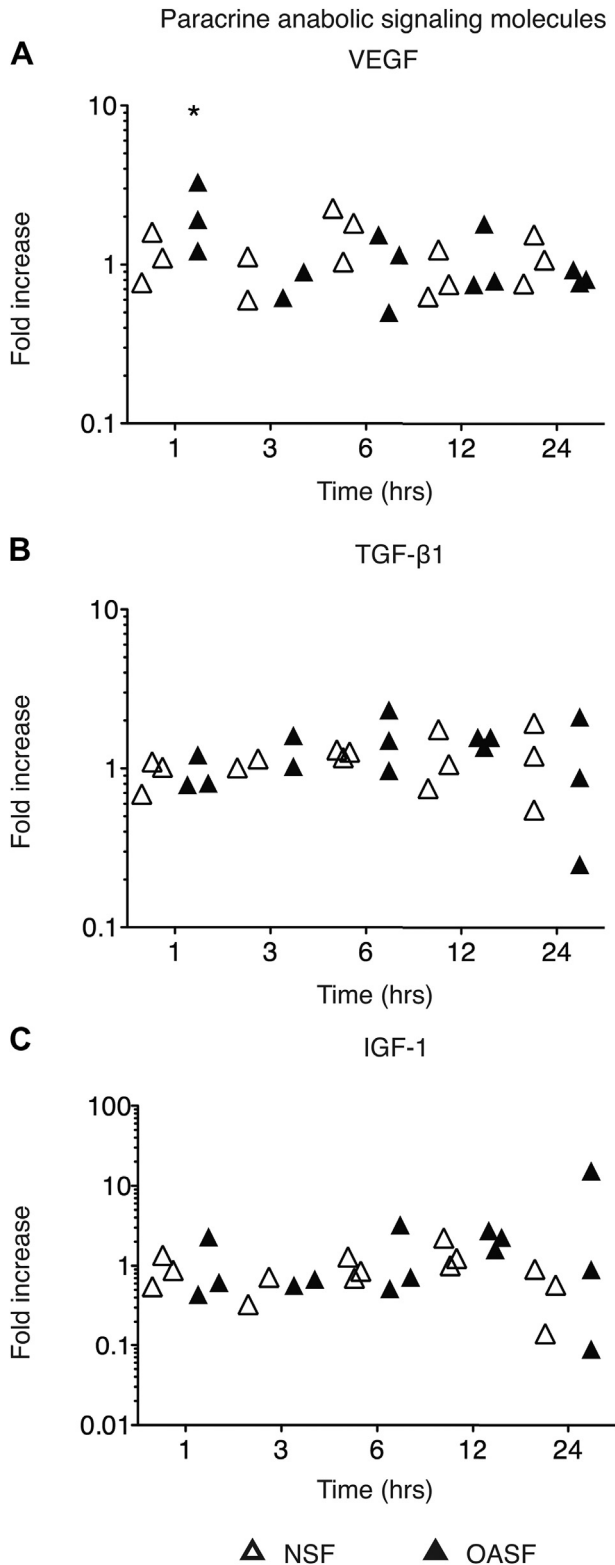 Paracrine anabolic signaling molecules
A
VEGF
10
*
1
0.1
Fold increase
1 3 6 12 24
Time (hrs)
B
TGF-β1
10
1
0.1
Fold increase
1 3 6 12 24
Time (hrs)
C
IGF-1
100
10
1
0.1
0.01
Fold increase
1 3 6 12 24
Time (hrs)
NSF OASF